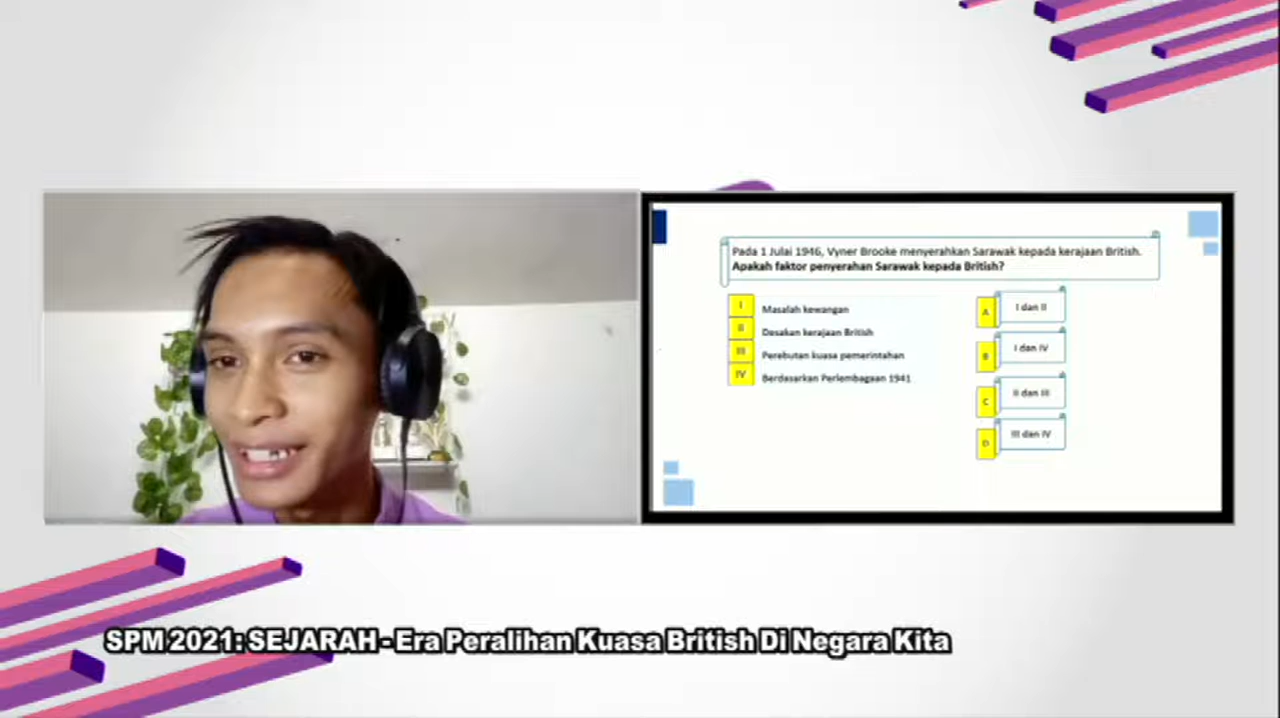 Pada 1 Julai 1946, Vyner Brooke menyerahkan Sarawak kepada kerajaan British.
Apakah faktor penyerahan Sarawak kepada British?
I Masalah kewangan
II Desakan kerajaan British
III Perebutan kuasa pemerintahan
IV Berdasarkan Perlembagaan 1941
A I dan II
B I dan IV
C II dan III
D III dan IV
SPM 2021: SEJARAH - Era Peralihan Kuasa British Di Negara Kita